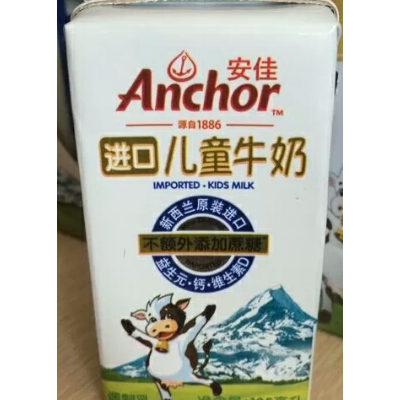 安佳
Anchor™
源自1886
进口儿童牛奶
IMPORTED - KIDS MILK
新西兰原装进口
不额外添加蔗糖
益生元·钙·维生素D